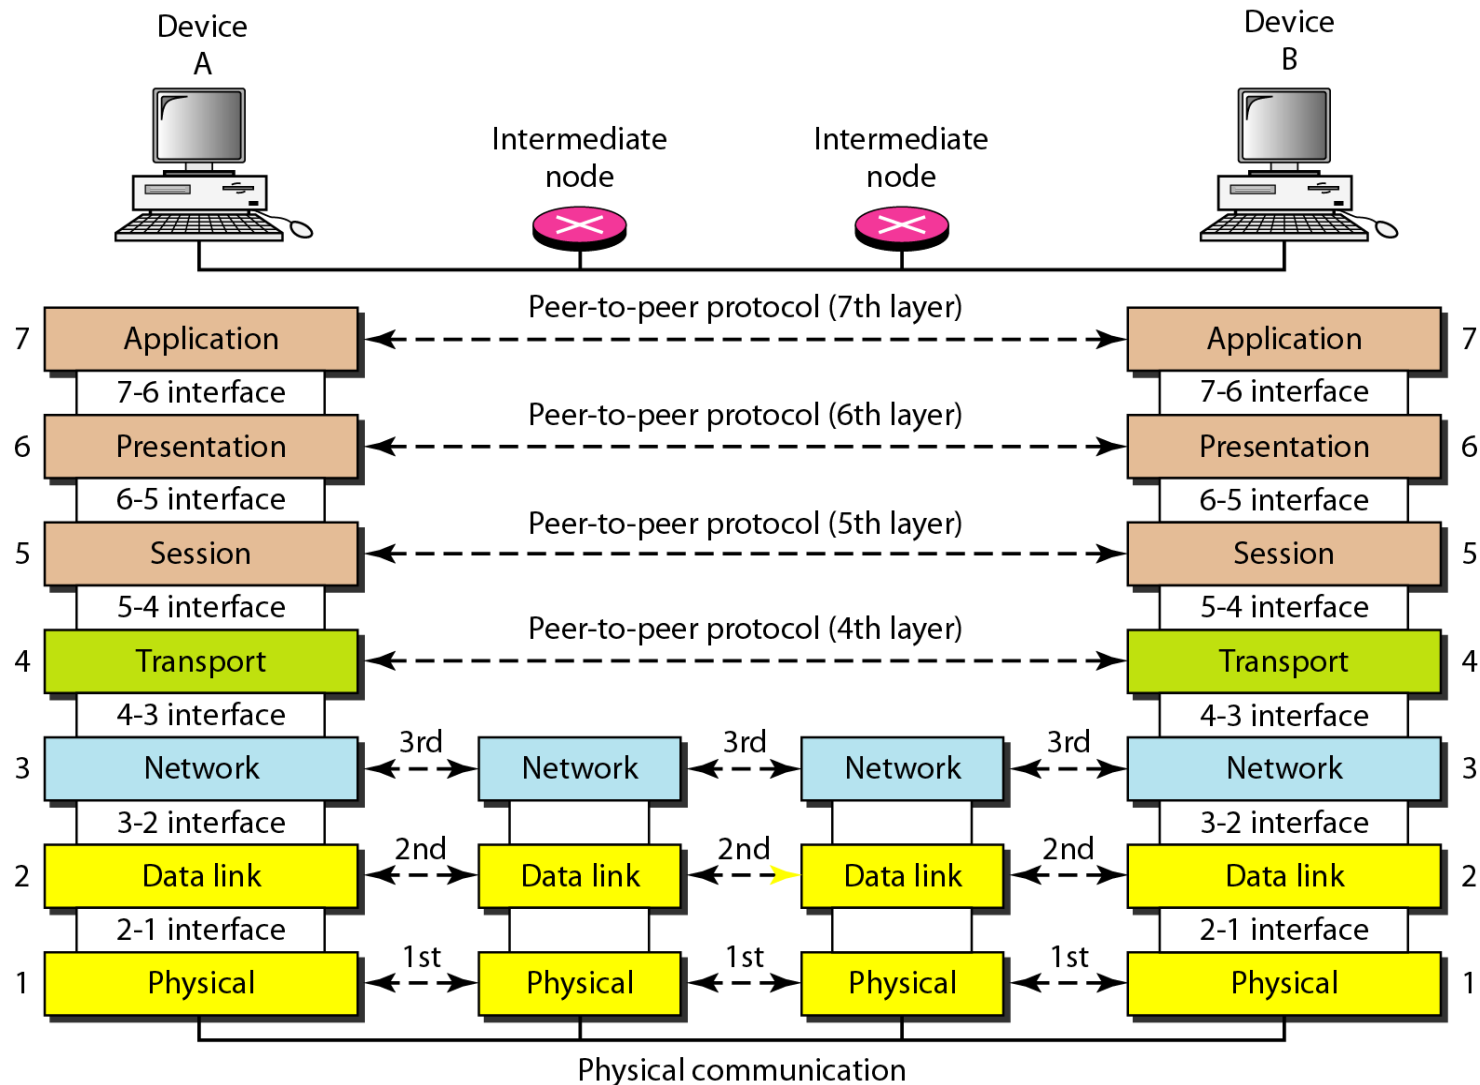 Device
A
Device
B
Intermediate
node
Intermediate
node
Peer-to-peer protocol (7th layer)
7 Application Application 7
7-6 interface 7-6 interface
Peer-to-peer protocol (6th layer)
6 Presentation Presentation 6
6-5 interface 6-5 interface
Peer-to-peer protocol (5th layer)
5 Session Session 5
5-4 interface 5-4 interface
Peer-to-peer protocol (4th layer)
4 Transport Transport 4
4-3 interface 4-3 interface
3rd 3rd 3rd
3 Network Network Network Network 3
3-2 interface 3-2 interface
2nd 2nd 2nd
2 Data link Data link Data link Data link 2
2-1 interface 2-1 interface
1st 1st 1st
1 Physical Physical Physical Physical 1
Physical communication